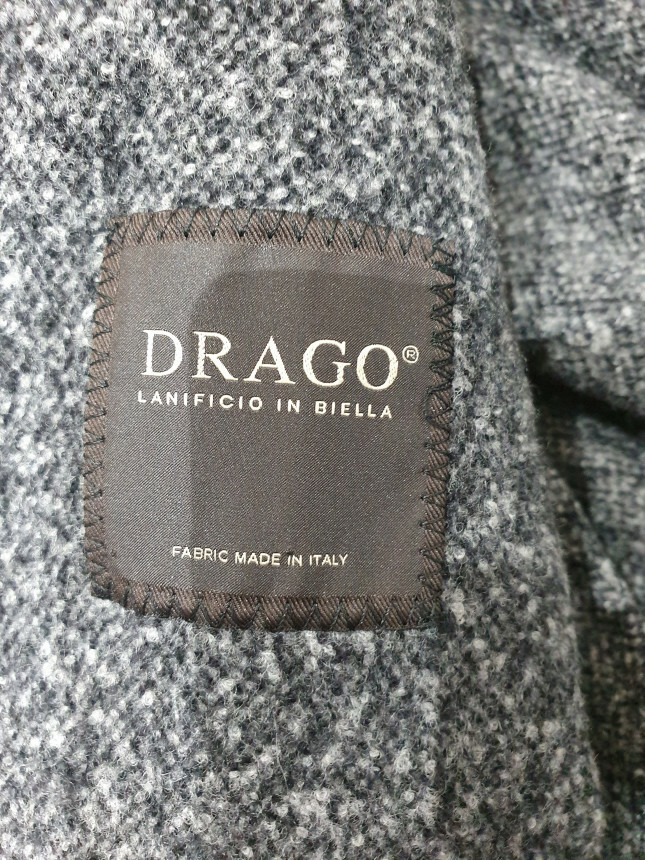 DRAGO®
LANIFICIO IN BIELLA
FABRIC MADE IN ITALY